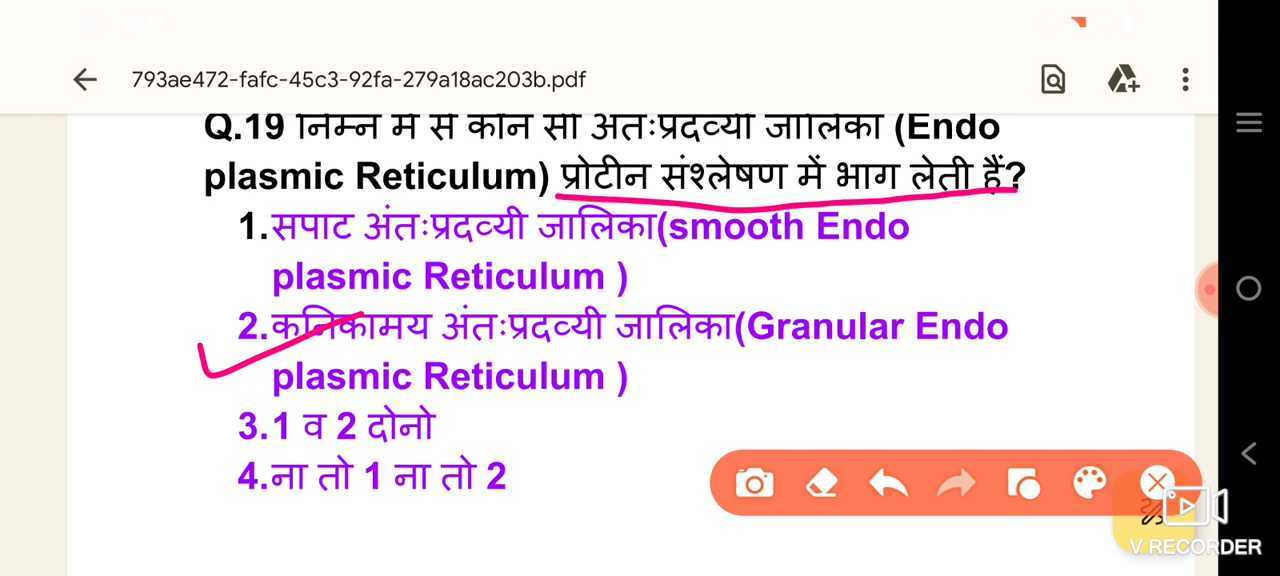 793ae472-fafc-45c3-92fa-279a18ac203b.pdf
Q.19 निम्न में से कौन सी अंतःप्रदव्यी जालिका (Endo
plasmic Reticulum) प्रोटीन संश्लेषण में भाग लेती हैं?
1.सपाट अंतःप्रदव्यी जालिका(smooth Endo
plasmic Reticulum )
2.कनिकामय अंतःप्रदव्यी जालिका(Granular Endo
plasmic Reticulum )
3.1 व 2 दोनो
4.ना तो 1 ना तो 2
V RECORDER